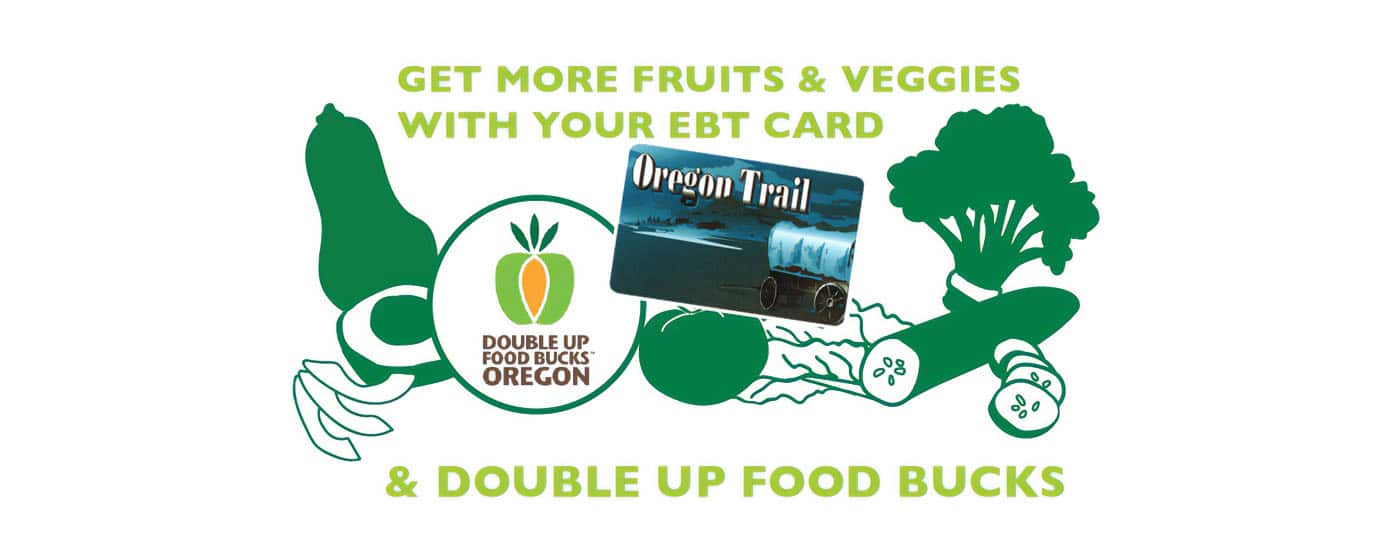 GET MORE FRUITS & VEGGIES
WITH YOUR EBT CARD
Oregon Trail
DOUBLE UP
FOOD BUCKS™
OREGON
& DOUBLE UP FOOD BUCKS